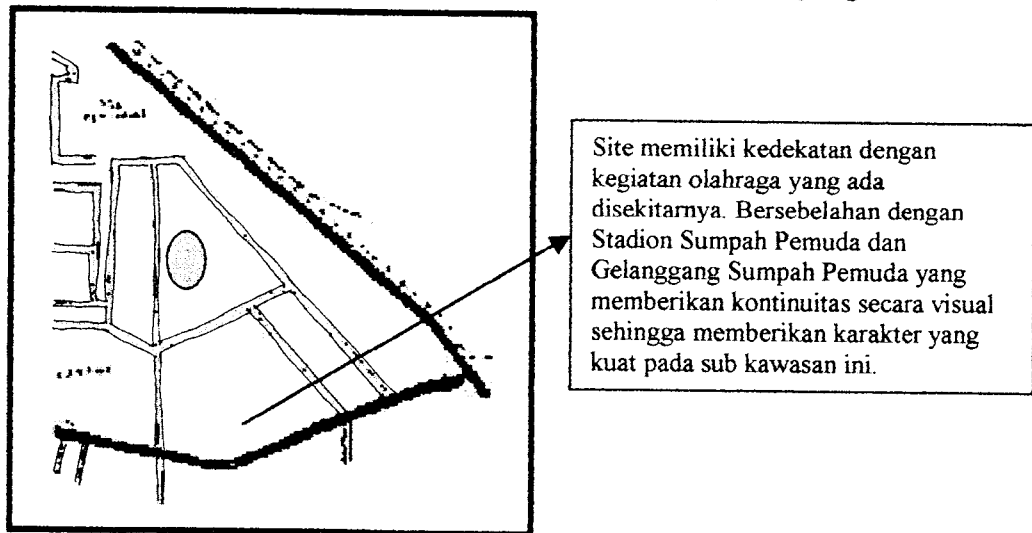 Site memiliki kedekatan dengan
kegiatan olahraga yang ada
disekitarnya. Bersebelahan dengan
Stadion Sumpah Pemuda dan
Gelanggang Sumpah Pemuda yang
memberikan kontinuitas secara visual
sehingga memberikan karakter yang
kuat pada sub kawasan ini.